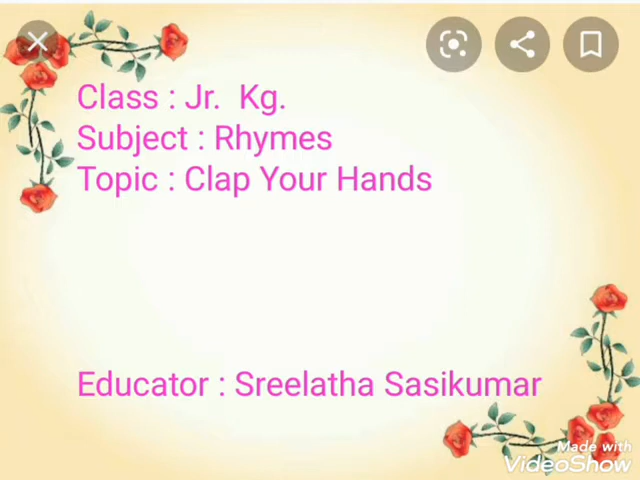 Class : Jr. Kg.
Subject : Rhymes
Topic : Clap Your Hands
Educator : Sreelatha Sasikumar
Made with
VideoShow